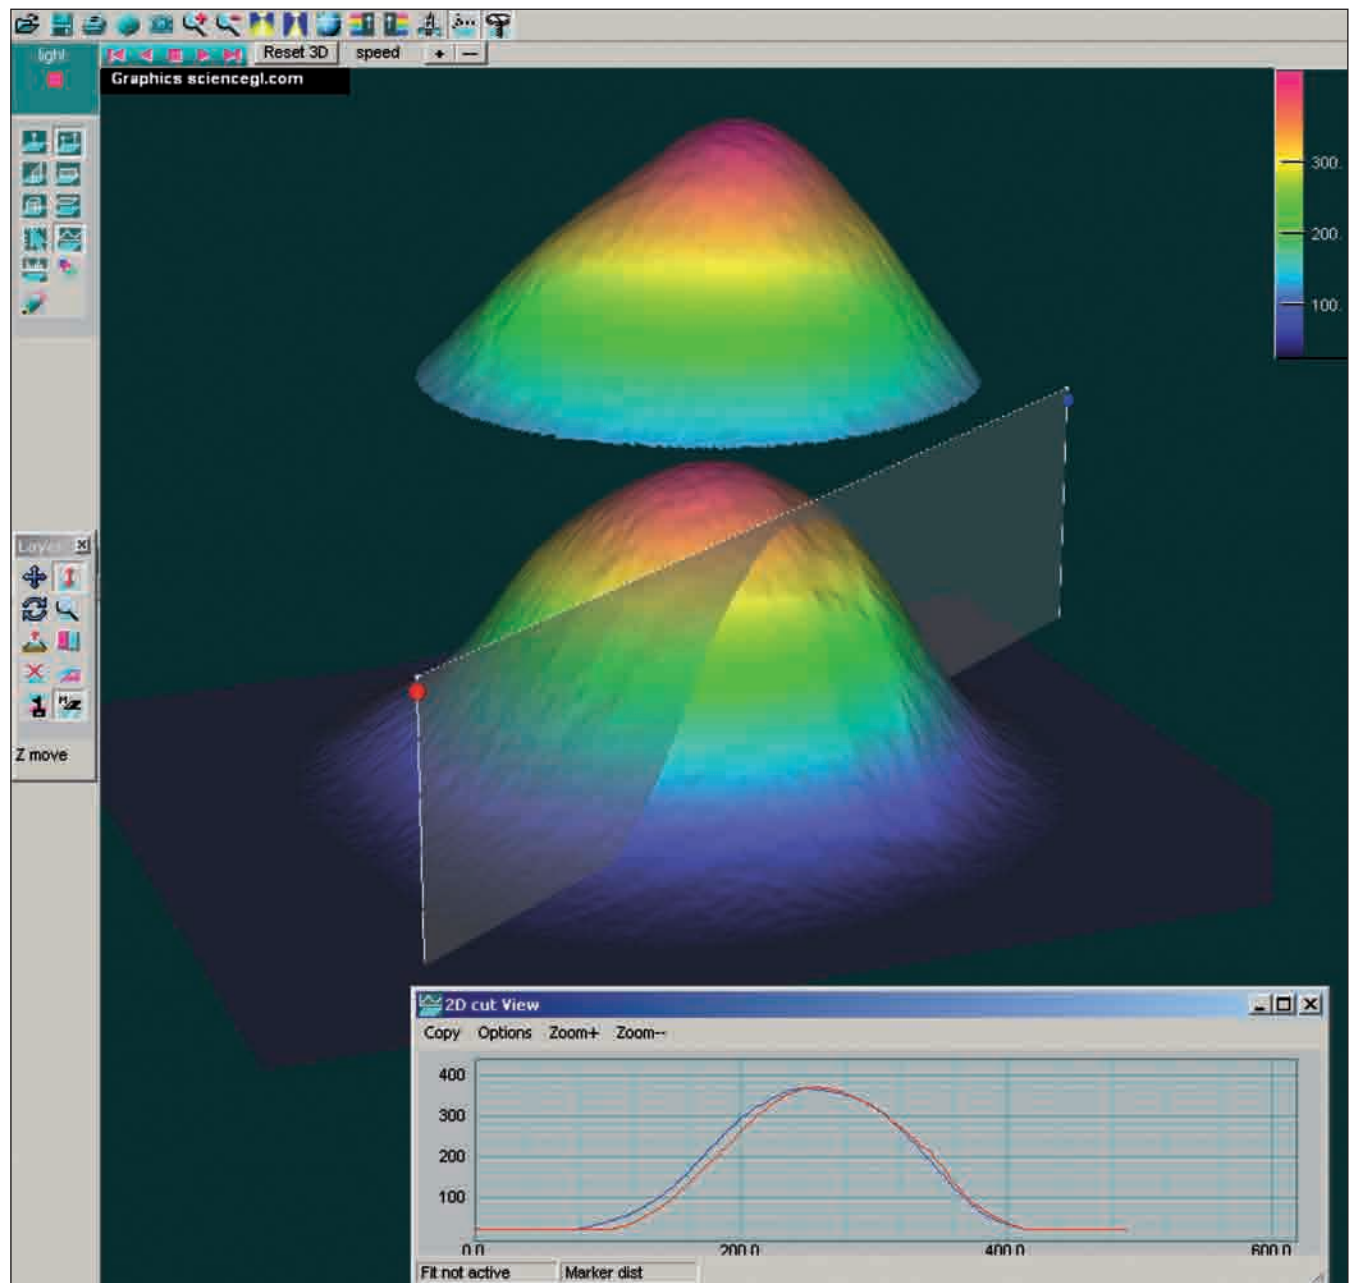 light
Reset 3D speed + –
Graphics sciencegl.com
300.
200.
100.
Layer
Z move
2D cut View
Copy Options Zoom+ Zoom--
400
300
200
100
0.0 200.0 400.0 600.0
Fit not active Marker dist